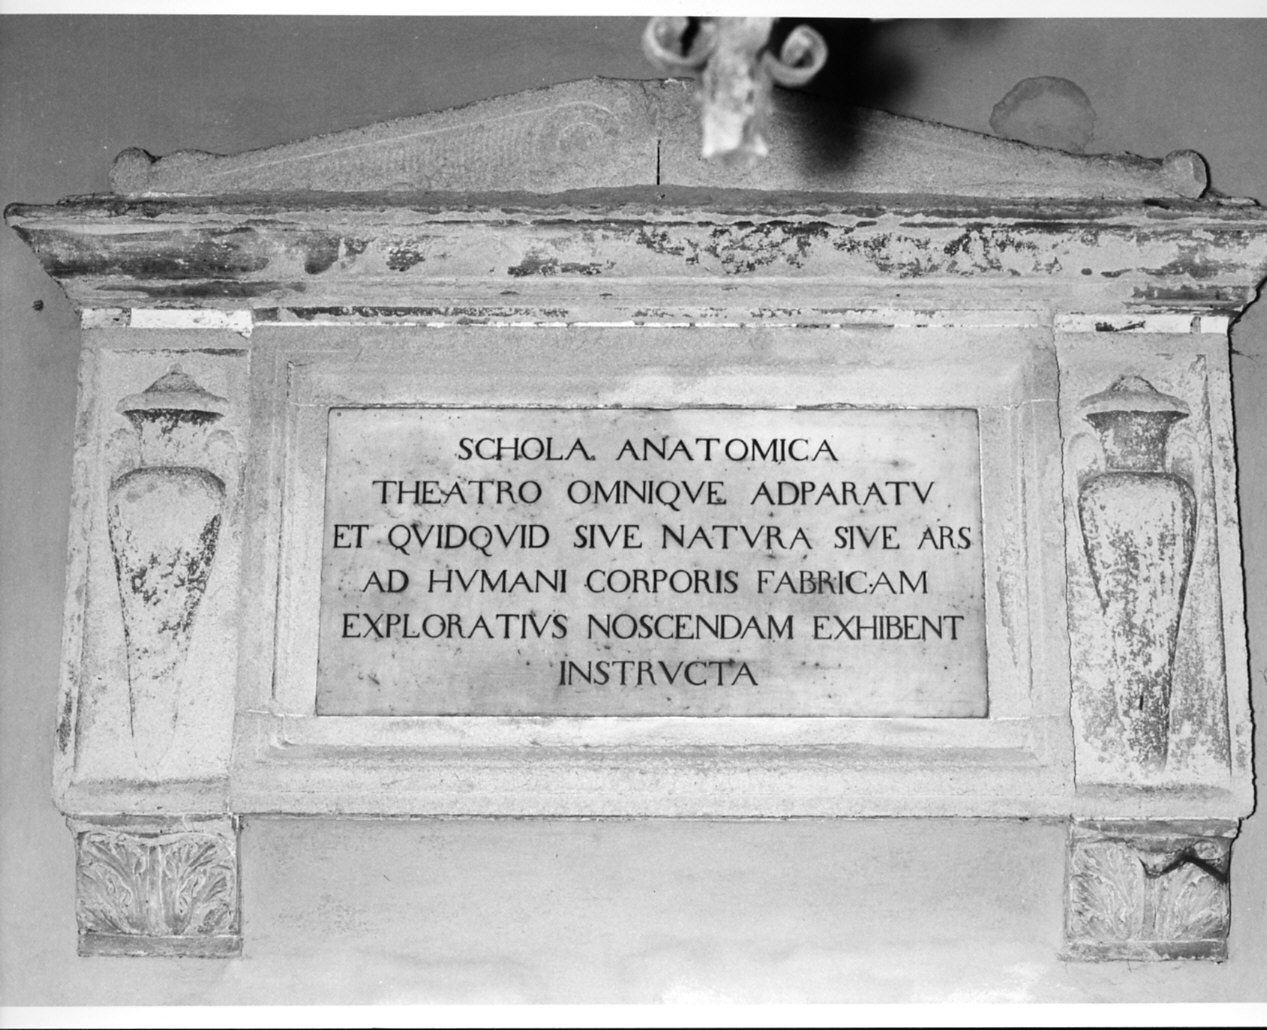 SCHOLA ANATOMICA
THEATRO OMNIQVE ADPARATV
ET QVIDQVID SIVE NATVRA SIVE ARS
AD HVMANI CORPORIS FABRICAM
EXPLORATIVS NOSCENDAM EXHIBENT
INSTRVCTA